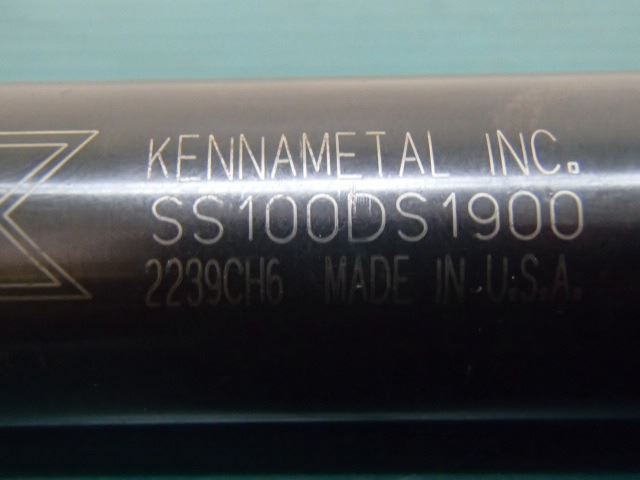 KENNAMETAL INC.
SS100DS1900
2239CH6 MADE IN U.S.A.